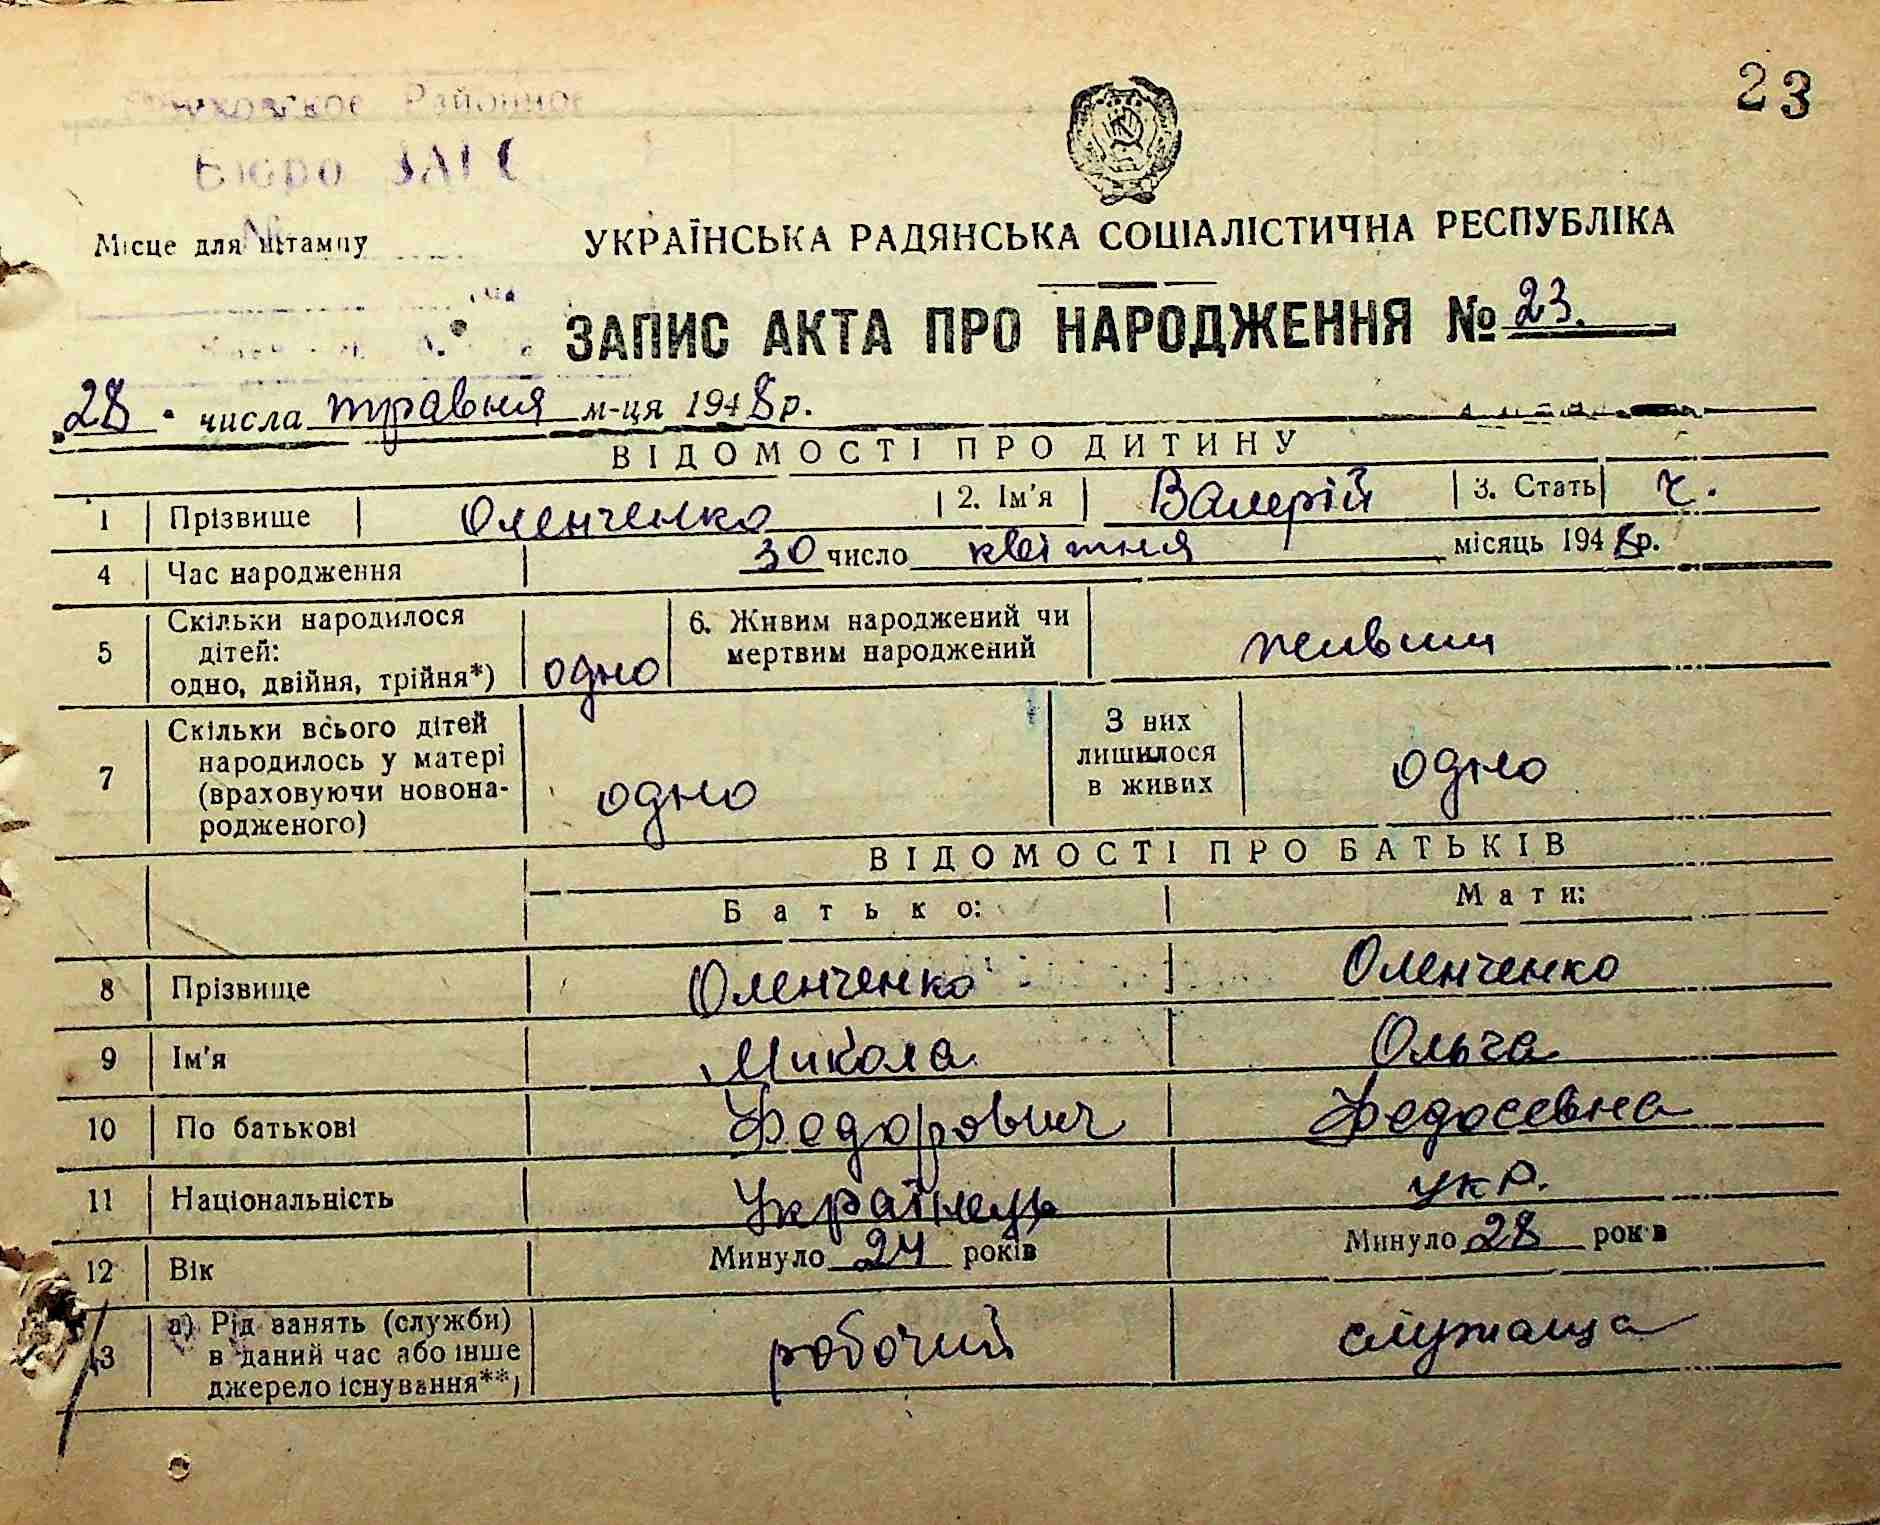 23
Районное
Бюро ЗАГС
Місце для штампу
УКРАЇНСЬКА РАДЯНСЬКА СОЦІАЛІСТИЧНА РЕСПУБЛІКА
ЗАПИС АКТА ПРО НАРОДЖЕННЯ № 23.
28 числа травня м-ця 1948 р.
ВІДОМОСТІ ПРО ДИТИНУ
1 Прізвище Оленченко 2. Ім'я Валерій 3. Стать ч.
4 Час народження 30 число квітня місяць 1948 р.
5 Скільки народилося дітей: одно, двійня, трійня*) одно 6. Живим народжений чи мертвим народжений живим
7 Скільки всього дітей народилось у матері (враховуючи новонародженого) одно З них лишилося в живих одно
ВІДОМОСТІ ПРО БАТЬКІВ
Батько: Мати:
8 Прізвище Оленченко Оленченко
9 Ім'я Микола Ольга
10 По батькові Федорович Федосевна
11 Національність Українець укр.
12 Вік Минуло 24 років Минуло 28 років
13 а) Рід занять (служби) в даний час або інше джерело існування**) робочий служаща